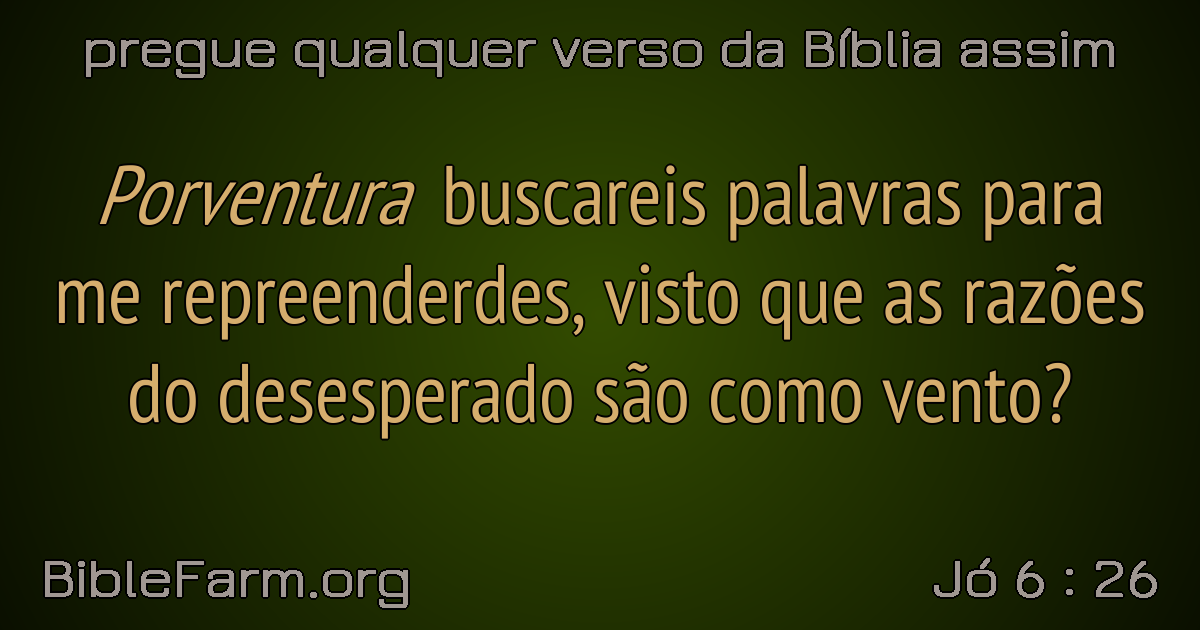 pregue qualquer verso da Bíblia assim
Porventura buscareis palavras para
me repreenderdes, visto que as razões
do desesperado são como vento?
BibleFarm.org
Jó 6 : 26